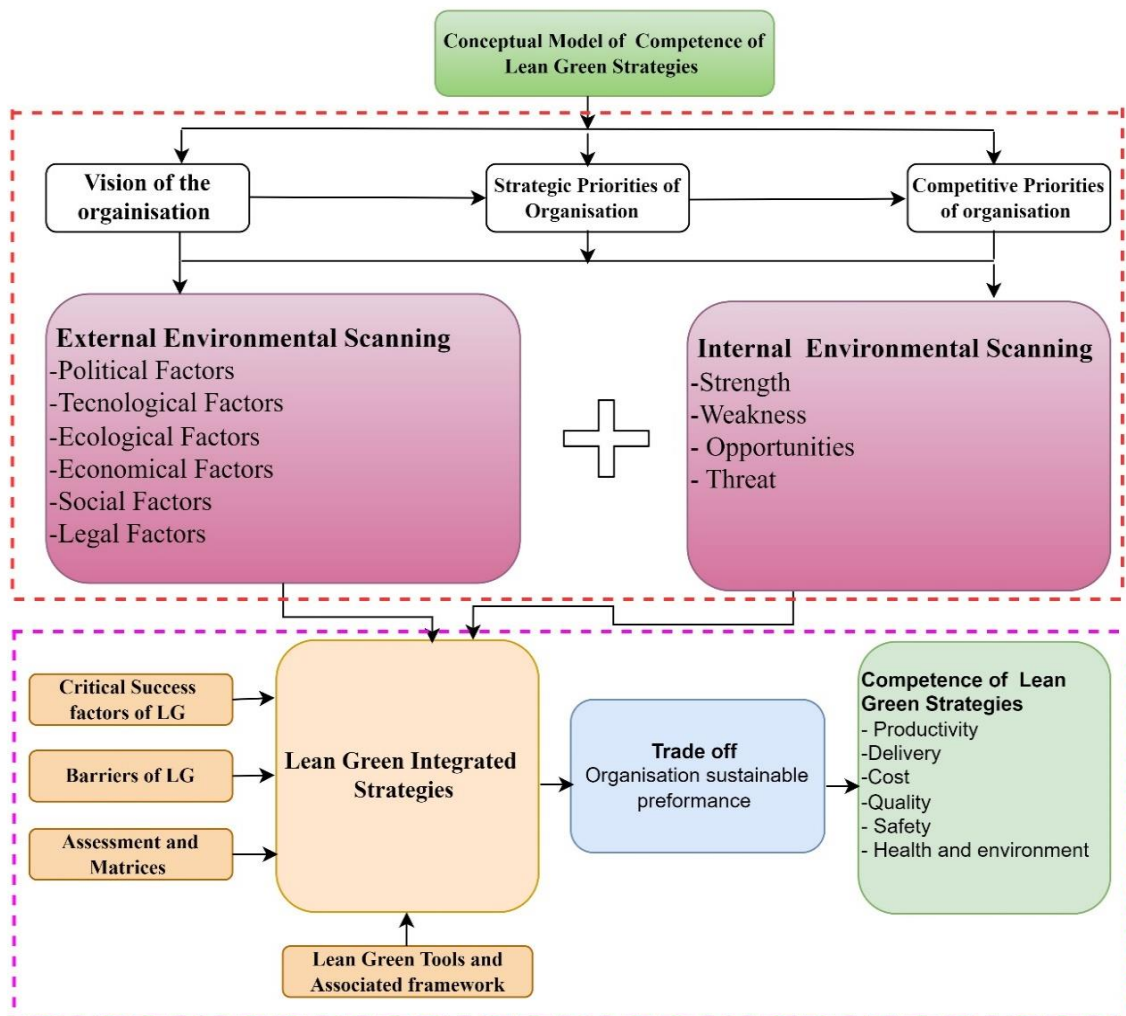 Conceptual Model of Competence of
Lean Green Strategies
Vision of the
orgainisation
Strategic Priorities of
Organisation
Competitive Priorities
of organisation
External Environmental Scanning
-Political Factors
-Tecnological Factors
-Ecological Factors
-Economical Factors
-Social Factors
-Legal Factors
Internal Environmental Scanning
-Strength
-Weakness
- Opportunities
- Threat
Critical Success
factors of LG
Barriers of LG
Assessment and
Matrices
Lean Green Integrated
Strategies
Lean Green Tools and
Associated framework
Trade off
Organisation sustainable
preformance
Competence of Lean
Green Strategies
- Productivity
-Delivery
-Cost
-Quality
- Safety
- Health and environment